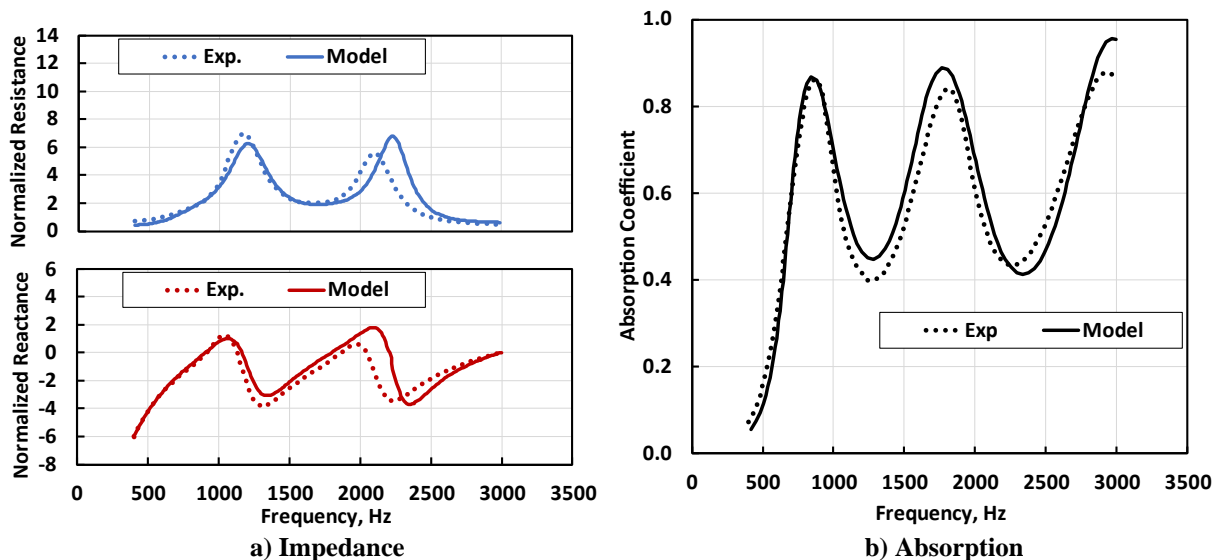 Normalized Resistance
14
12
10
8
6
4
2
0
Exp. Model
Normalized Reactance
6
4
2
0
-2
-4
-6
-8
Exp. Model
0 500 1000 1500 2000 2500 3000 3500
Frequency, Hz
a) Impedance
Absorption Coefficient
1.0
0.8
0.6
0.4
0.2
0.0
Exp Model
0 500 1000 1500 2000 2500 3000 3500
Frequency, Hz
b) Absorption